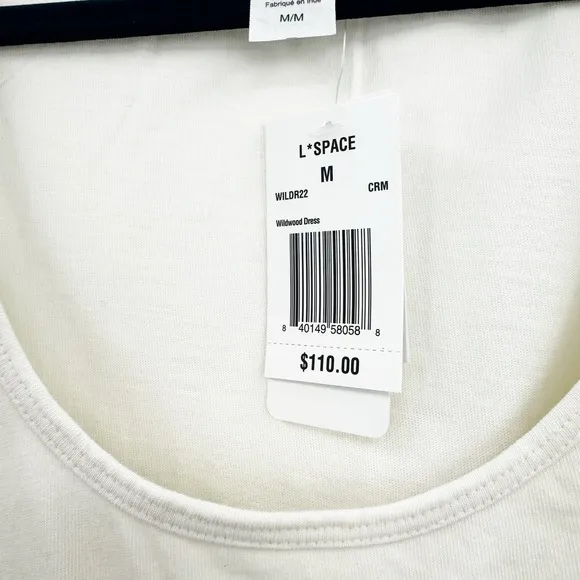 Fabriqué en Inde
M/M
L*SPACE
M
WILDR22 CRM
Wildwood Dress
8 40149 58058 8
$110.00